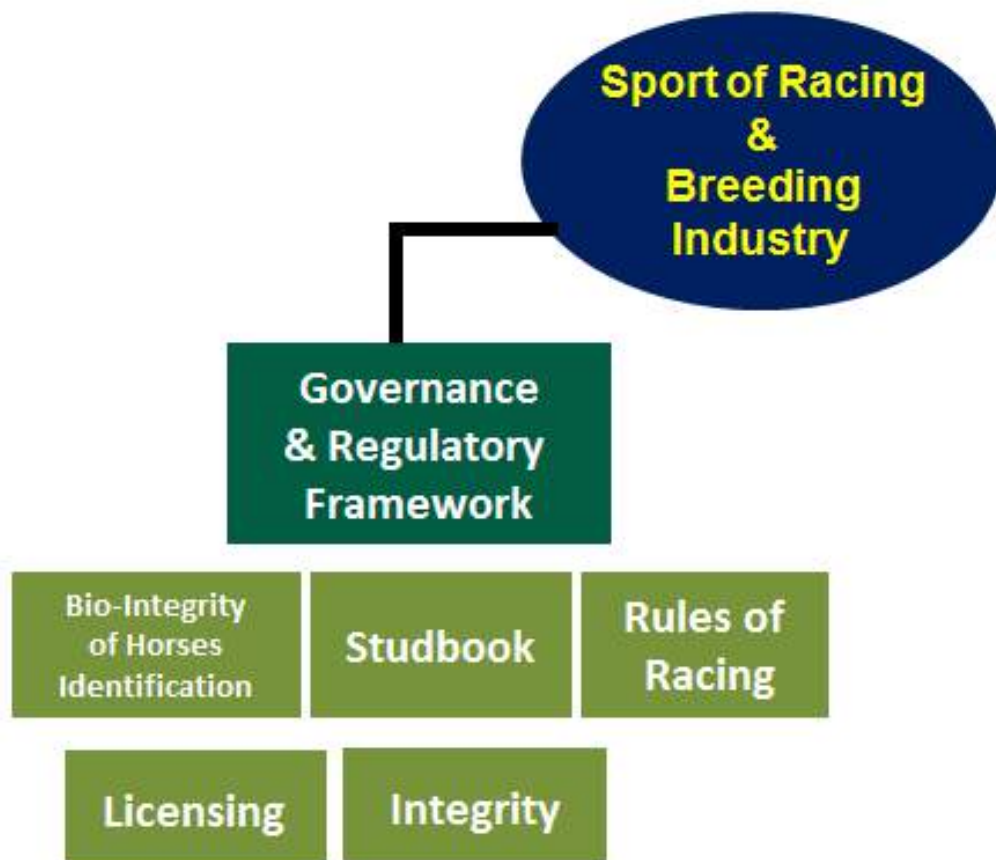 Sport of Racing
&
Breeding
Industry
Governance
& Regulatory
Framework
Bio-Integrity
of Horses
Identification
Studbook
Rules of
Racing
Licensing
Integrity